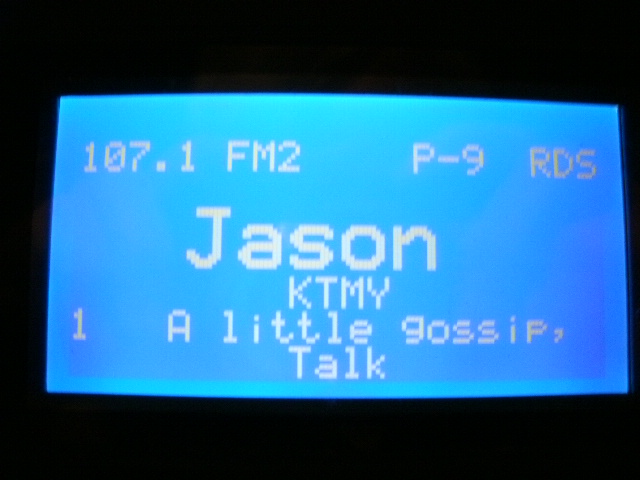 107.1 FM2 P-9 RDS
Jason
KTMY
1 A little gossip,
Talk